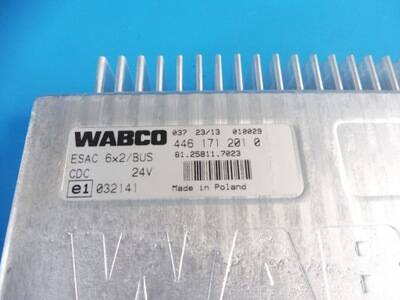 WABCO 037 23/13 010029
446 171 201 0
ESAC 6x2/BUS 81.25811.7023
CDC 24V
e1 032141 Made in Poland
WAB